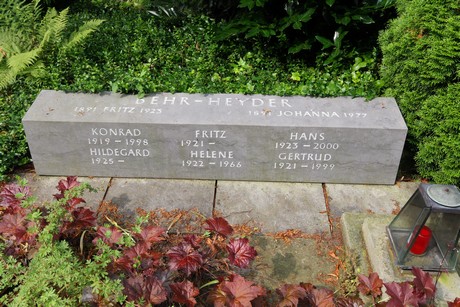 BEHR-HEYDER
1891 FRITZ 1925 1891 JOHANNA 1977
KONRAD FRITZ HANS
1919 - 1998 1921 - 1923 - 2000
HILDEGARD HELENE GERTRUD
1925 - 1922 - 1966 1921 - 1999